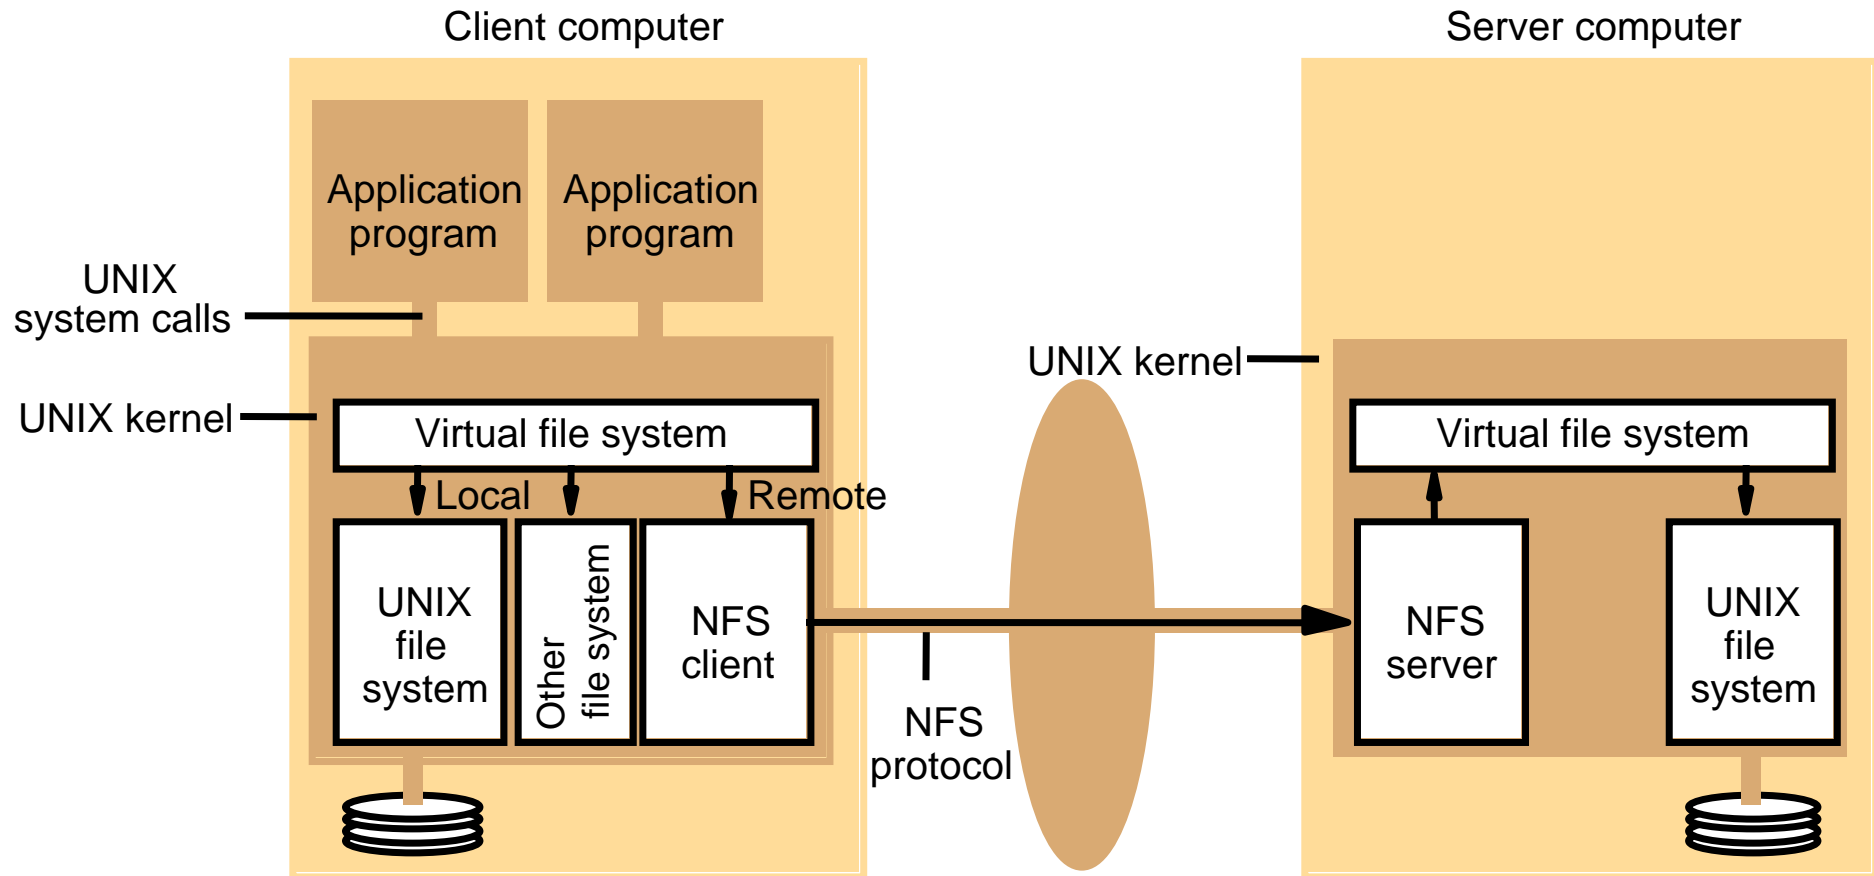 Client computer
Server computer
Application
program
Application
program
UNIX
system calls
UNIX kernel
UNIX kernel
Virtual file system
Virtual file system
Local
Remote
UNIX
file
system
Other
file system
NFS
client
NFS
server
UNIX
file
system
NFS
protocol